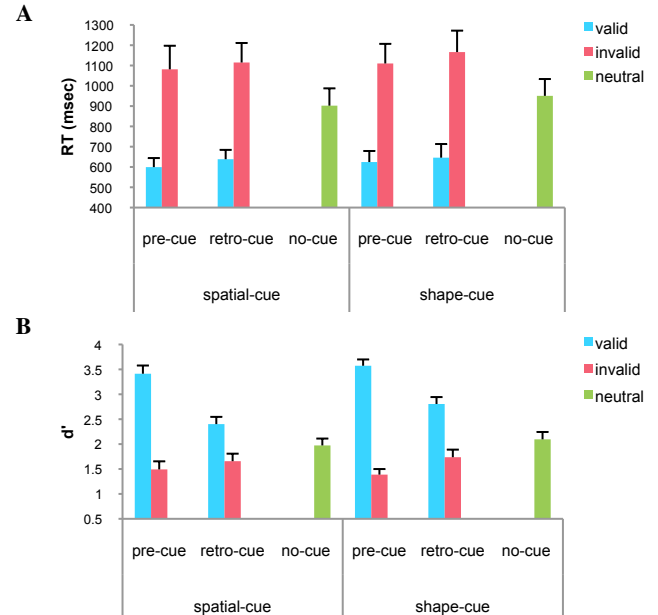 A
1300
1200
1100
1000
900
800
700
600
500
400
RT (msec)
valid
invalid
neutral
pre-cue retro-cue no-cue pre-cue retro-cue no-cue
spatial-cue shape-cue
B
4
3.5
3
2.5
2
1.5
1
0.5
d'
valid
invalid
neutral
pre-cue retro-cue no-cue pre-cue retro-cue no-cue
spatial-cue shape-cue